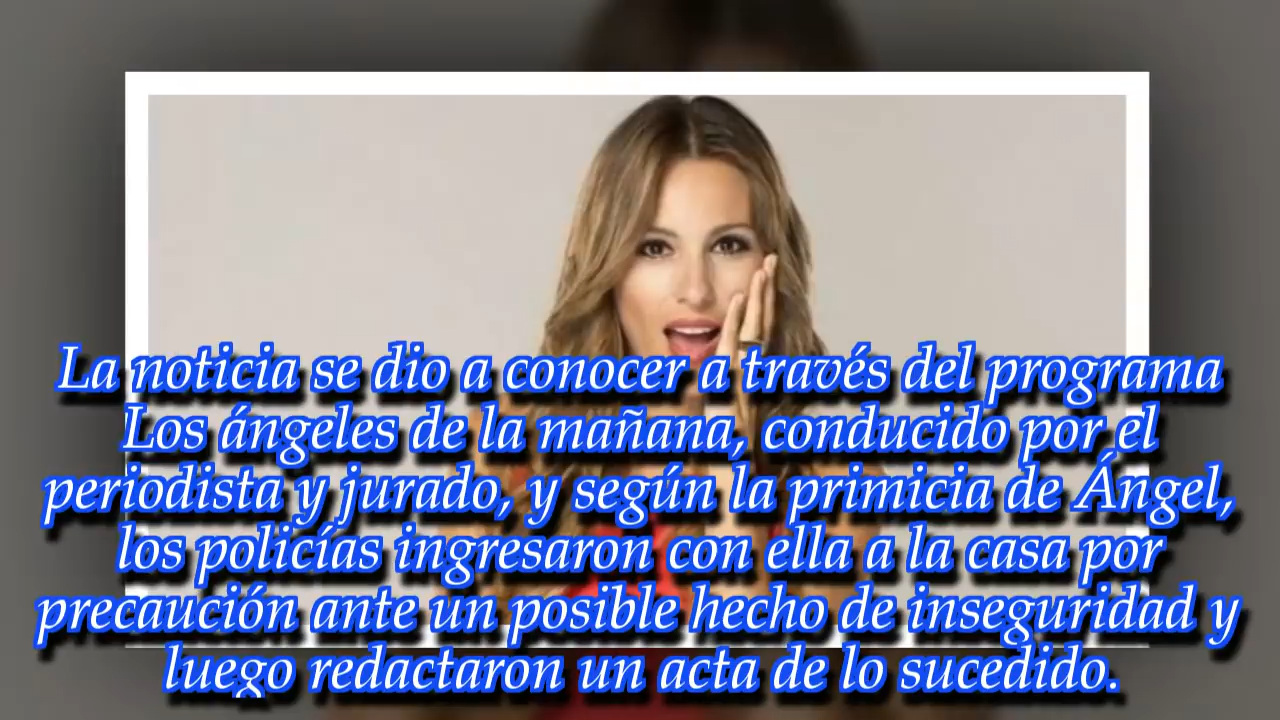 La noticia se dio a conocer a través del programa
Los ángeles de la mañana, conducido por el
periodista y jurado, y según la primicia de Ángel,
los policías ingresaron con ella a la casa por
precaución ante un posible hecho de inseguridad y
luego redactaron un acta de lo sucedido.